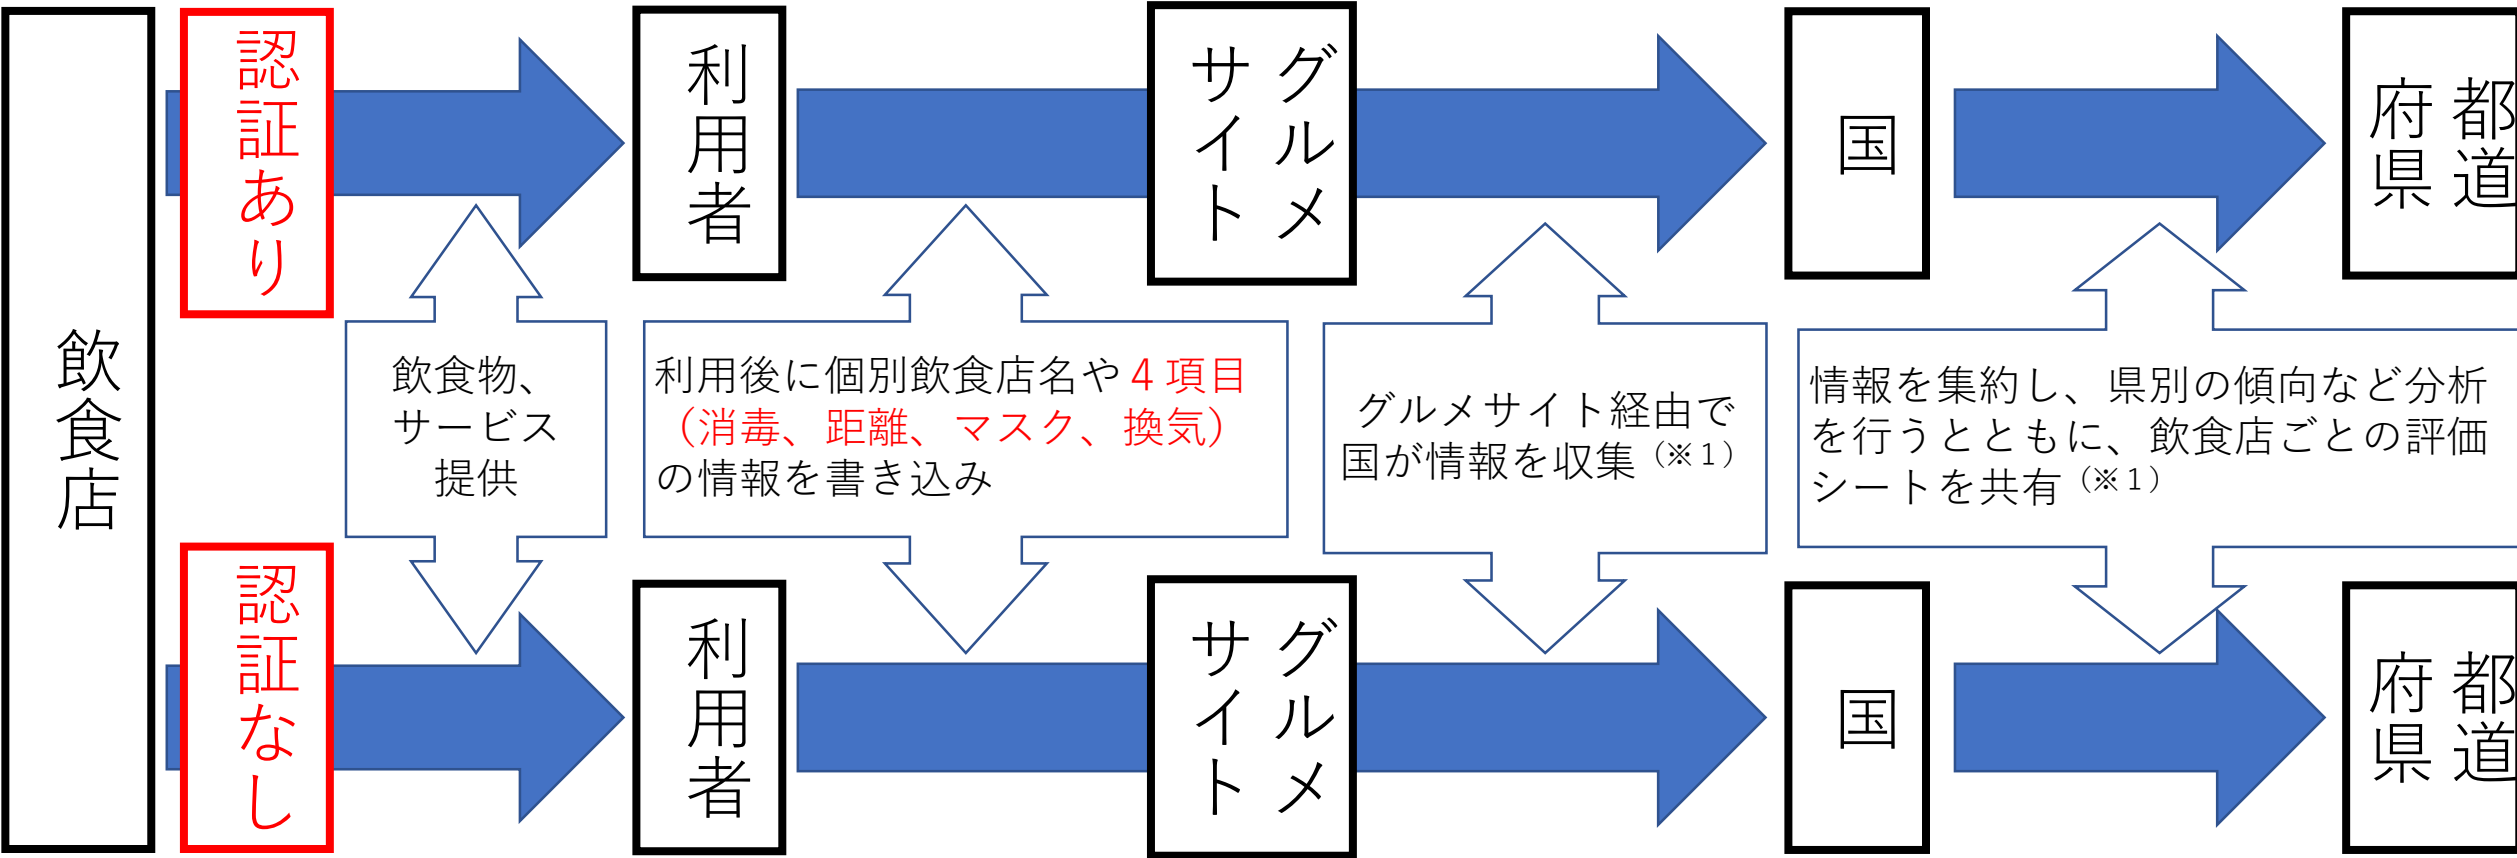 飲食店
認証あり
利用者
グルメ
サイト
国
都道
府県
飲食物、
サービス
提供
利用後に個別飲食店名や４項目
（消毒、距離、マスク、換気）
の情報を書き込み
グルメサイト経由で
国が情報を収集（※１）
情報を集約し、県別の傾向など分析
を行うとともに、飲食店ごとの評価
シートを共有（※１）
認証なし
利用者
グルメ
サイト
国
都道
府県